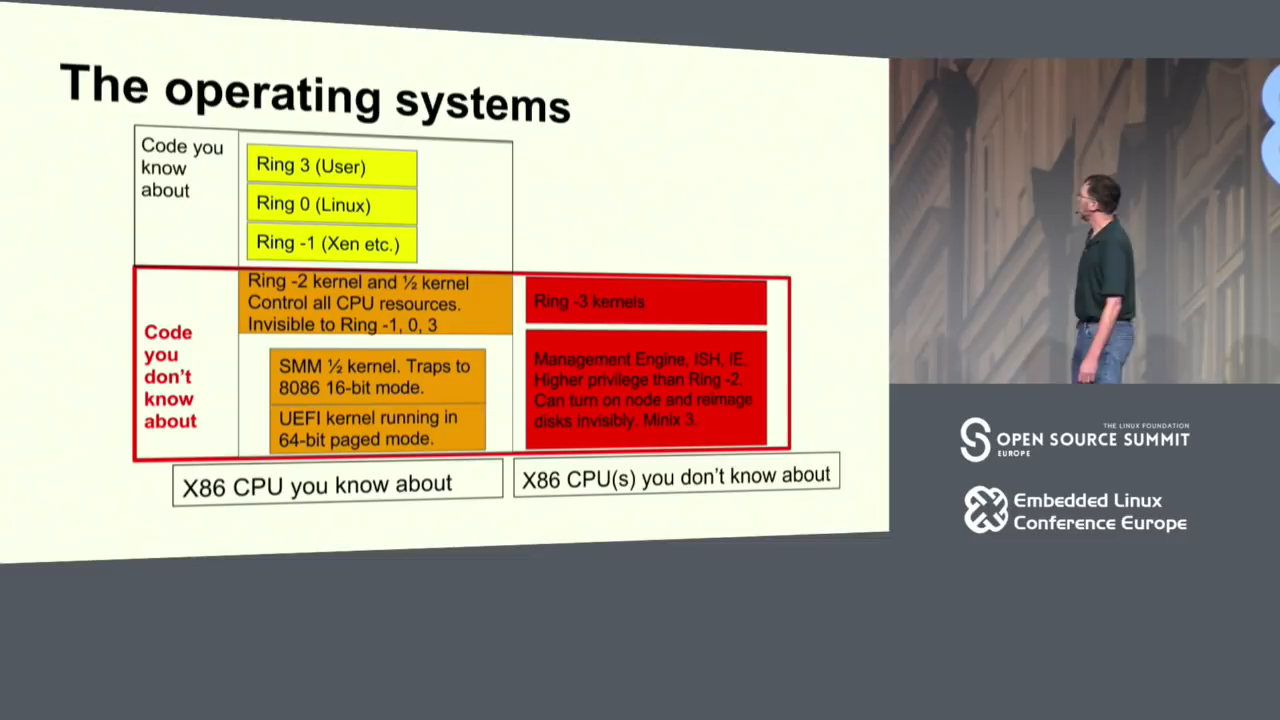 The operating systems
Code you
know
about
Ring 3 (User)
Ring 0 (Linux)
Ring -1 (Xen etc.)
Code
you
don't
know
about
Ring -2 kernel and ½ kernel
Control all CPU resources.
Invisible to Ring -1, 0, 3
SMM ½ kernel. Traps to
8086 16-bit mode.
UEFI kernel running in
64-bit paged mode.
Ring -3 kernels
Management Engine, ISH, IE.
Higher privilege than Ring -2.
Can turn on node and reimage
disks invisibly. Minix 3.
X86 CPU you know about
X86 CPU(s) you don't know about
THE LINUX FOUNDATION
OPEN SOURCE SUMMIT
EUROPE
Embedded Linux
Conference Europe